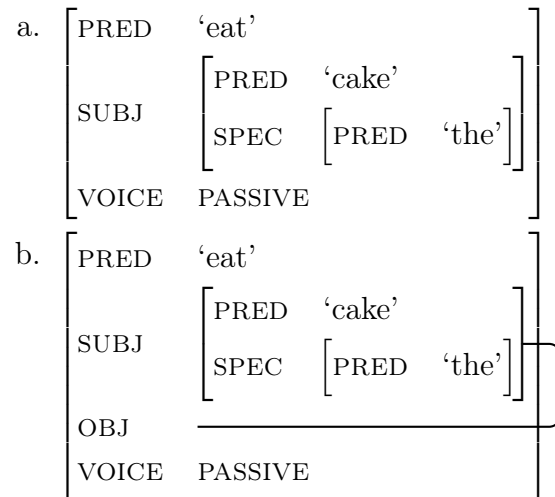 a.
PRED ‘eat’
PRED ‘cake’
SUBJ
SPEC PRED ‘the’
VOICE PASSIVE
b.
PRED ‘eat’
PRED ‘cake’
SUBJ
SPEC PRED ‘the’
OBJ
VOICE PASSIVE